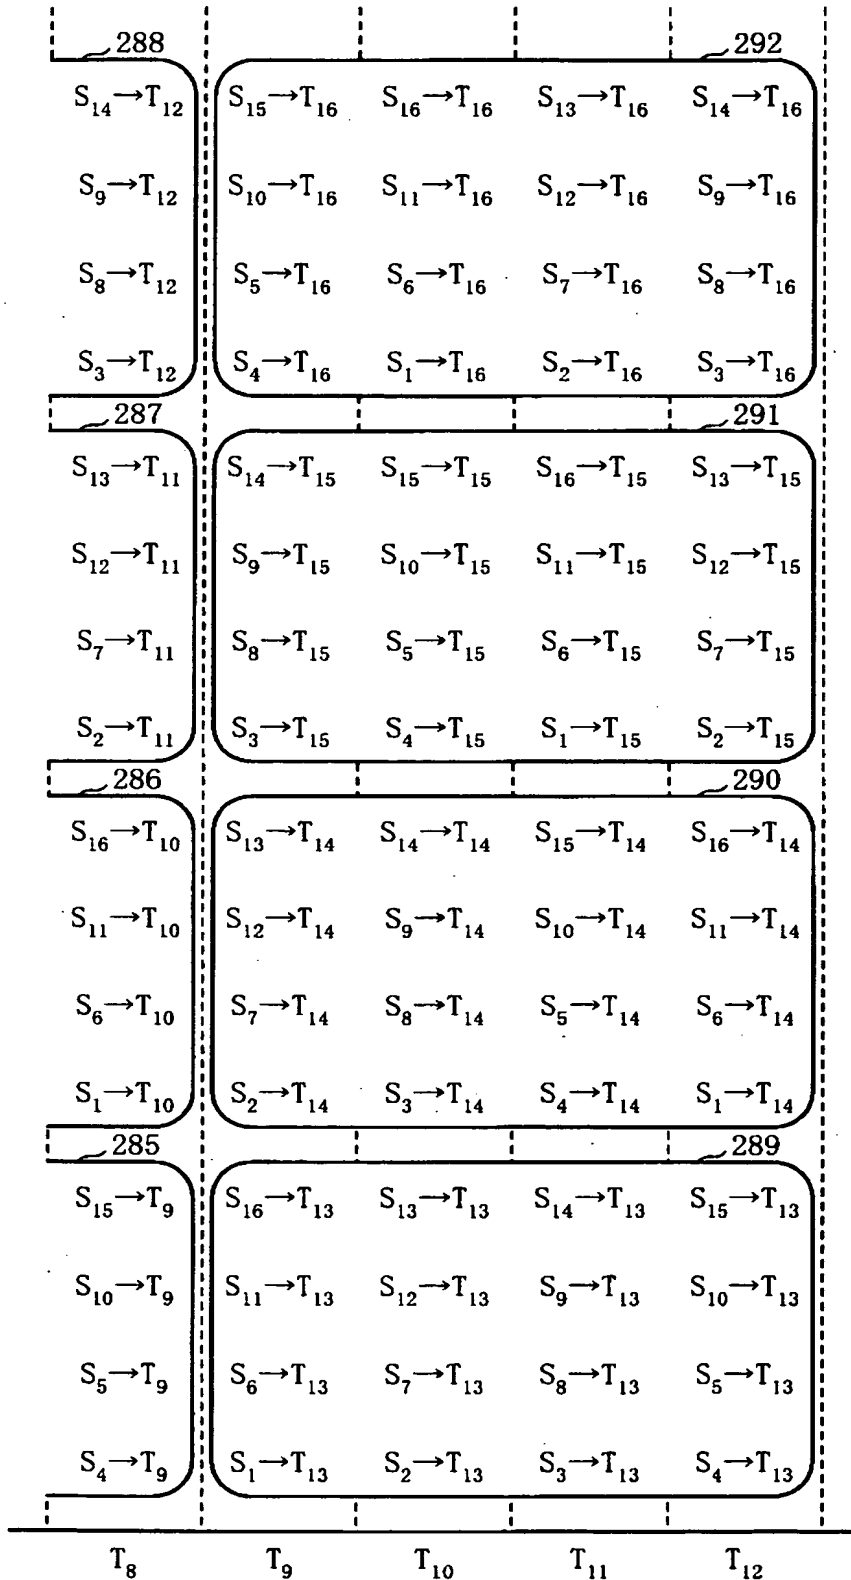 288 292
S14→T12 S15→T16 S16→T16 S13→T16 S14→T16
S9→T12 S10→T16 S11→T16 S12→T16 S9→T16
S8→T12 S5→T16 S6→T16 S7→T16 S8→T16
S3→T12 S4→T16 S1→T16 S2→T16 S3→T16
287 291
S13→T11 S14→T15 S15→T15 S16→T15 S13→T15
S12→T11 S9→T15 S10→T15 S11→T15 S12→T15
S7→T11 S8→T15 S5→T15 S6→T15 S7→T15
S2→T11 S3→T15 S4→T15 S1→T15 S2→T15
286 290
S16→T10 S13→T14 S14→T14 S15→T14 S16→T14
S11→T10 S12→T14 S9→T14 S10→T14 S11→T14
S6→T10 S7→T14 S8→T14 S5→T14 S6→T14
S1→T10 S2→T14 S3→T14 S4→T14 S1→T14
285 289
S15→T9 S16→T13 S13→T13 S14→T13 S15→T13
S10→T9 S11→T13 S12→T13 S9→T13 S10→T13
S5→T9 S6→T13 S7→T13 S8→T13 S5→T13
S4→T9 S1→T13 S2→T13 S3→T13 S4→T13
T8 T9 T10 T11 T12